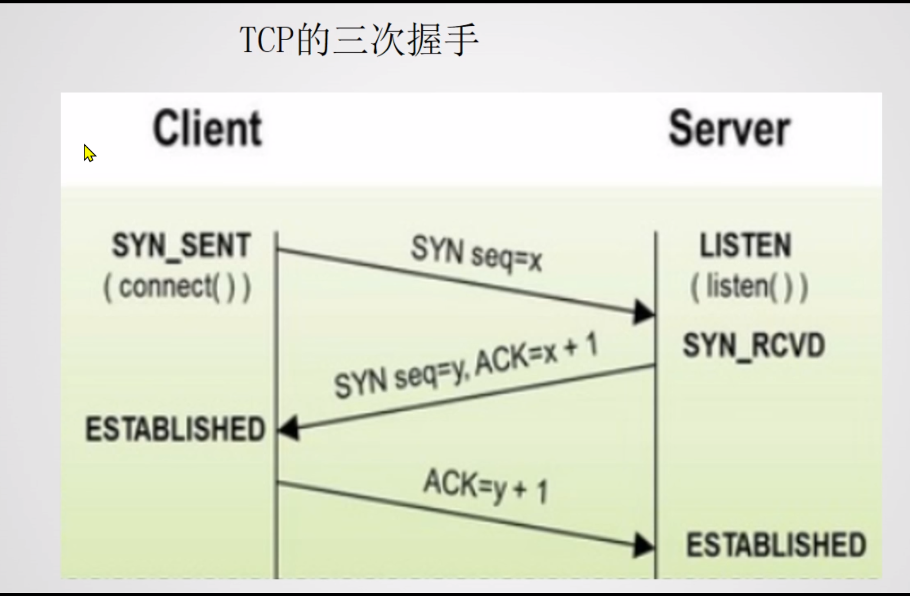 TCP的三次握手
Client
Server
SYN_SENT
( connect( ) )
SYN seq=x
LISTEN
( listen( ) )
SYN_RCVD
SYN seq=y, ACK=x + 1
ESTABLISHED
ACK=y + 1
ESTABLISHED